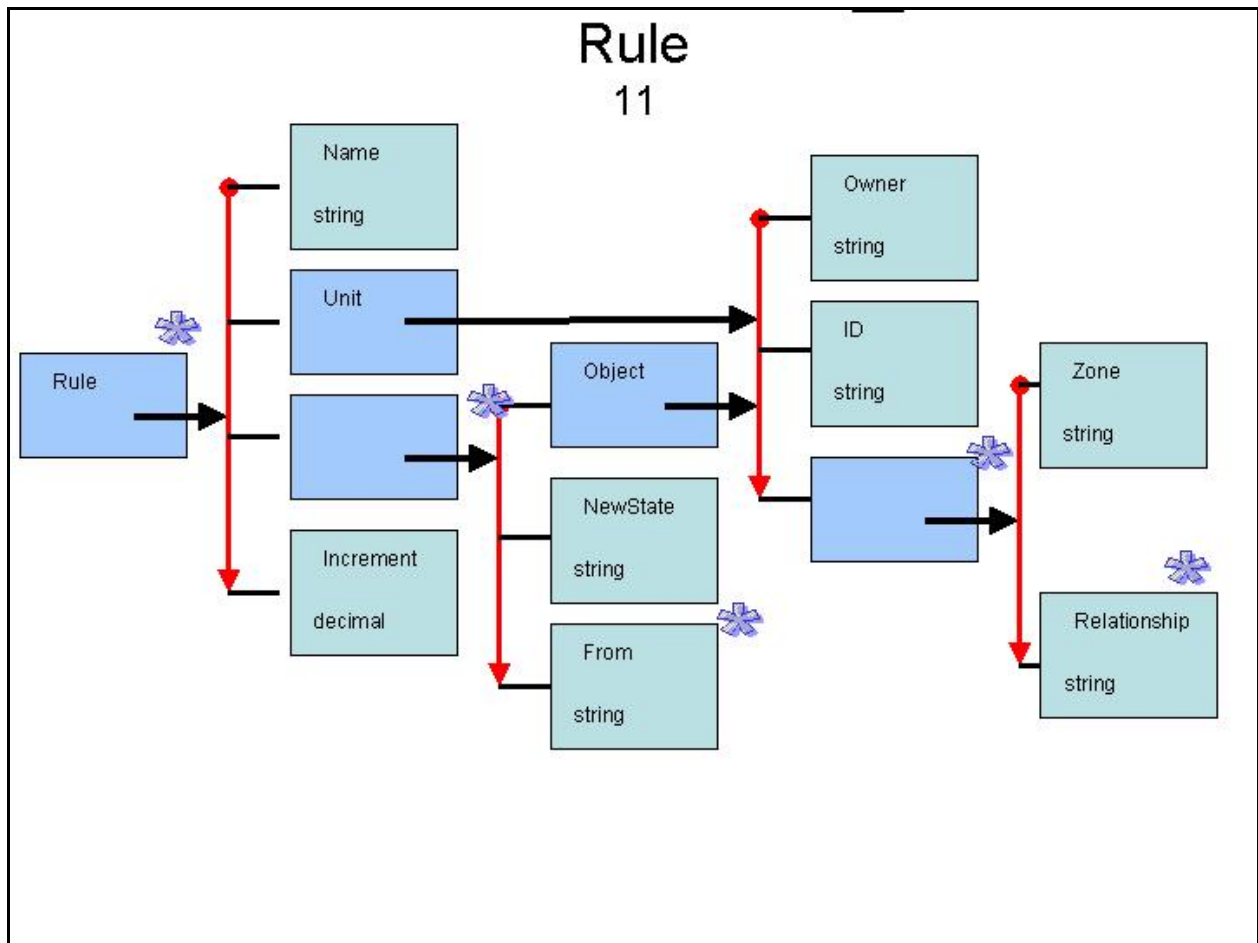 Rule
11
Name
string
Unit
Rule
Increment
decimal
Object
NewState
string
From
string
Owner
string
ID
string
Zone
string
Relationship
string